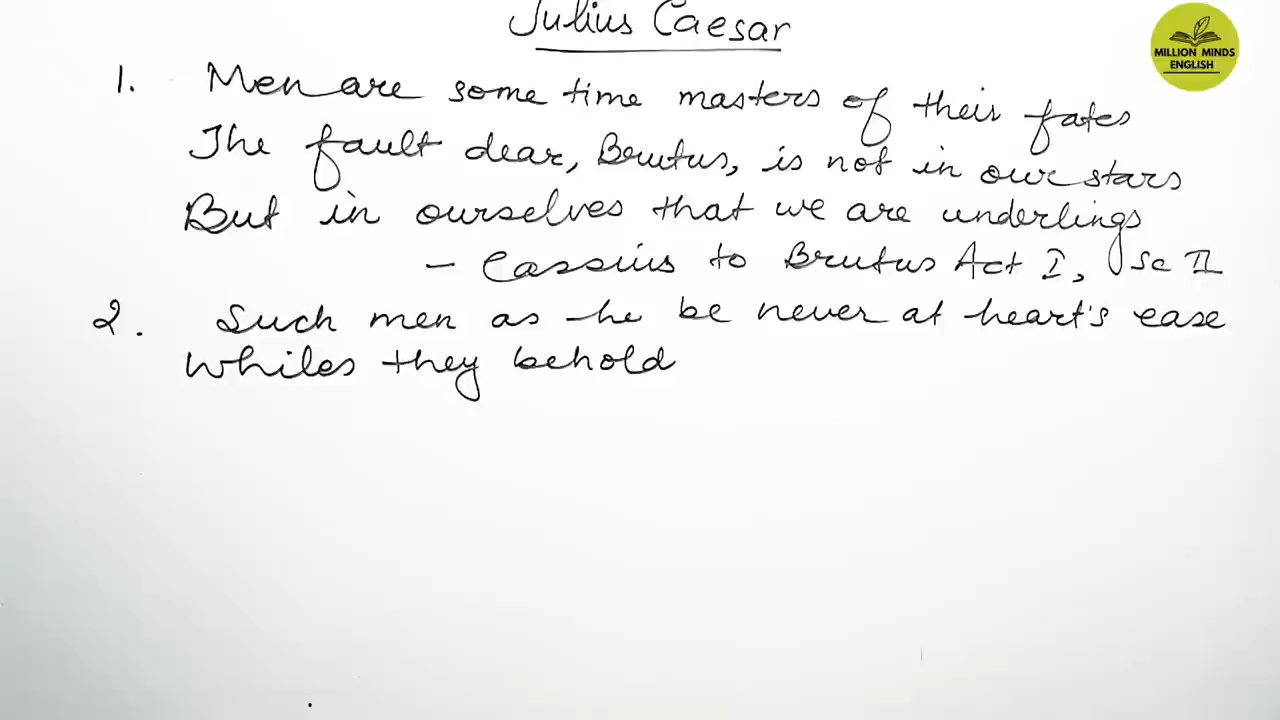 Julius Caesar
MILLION MINDS
ENGLISH
1. Men are some time masters of their fates
The fault dear, Brutus, is not in our stars
But in ourselves that we are underlings
- Cassius to Brutus Act I, Sc II
2. Such men as he be never at heart's ease
Whiles they behold